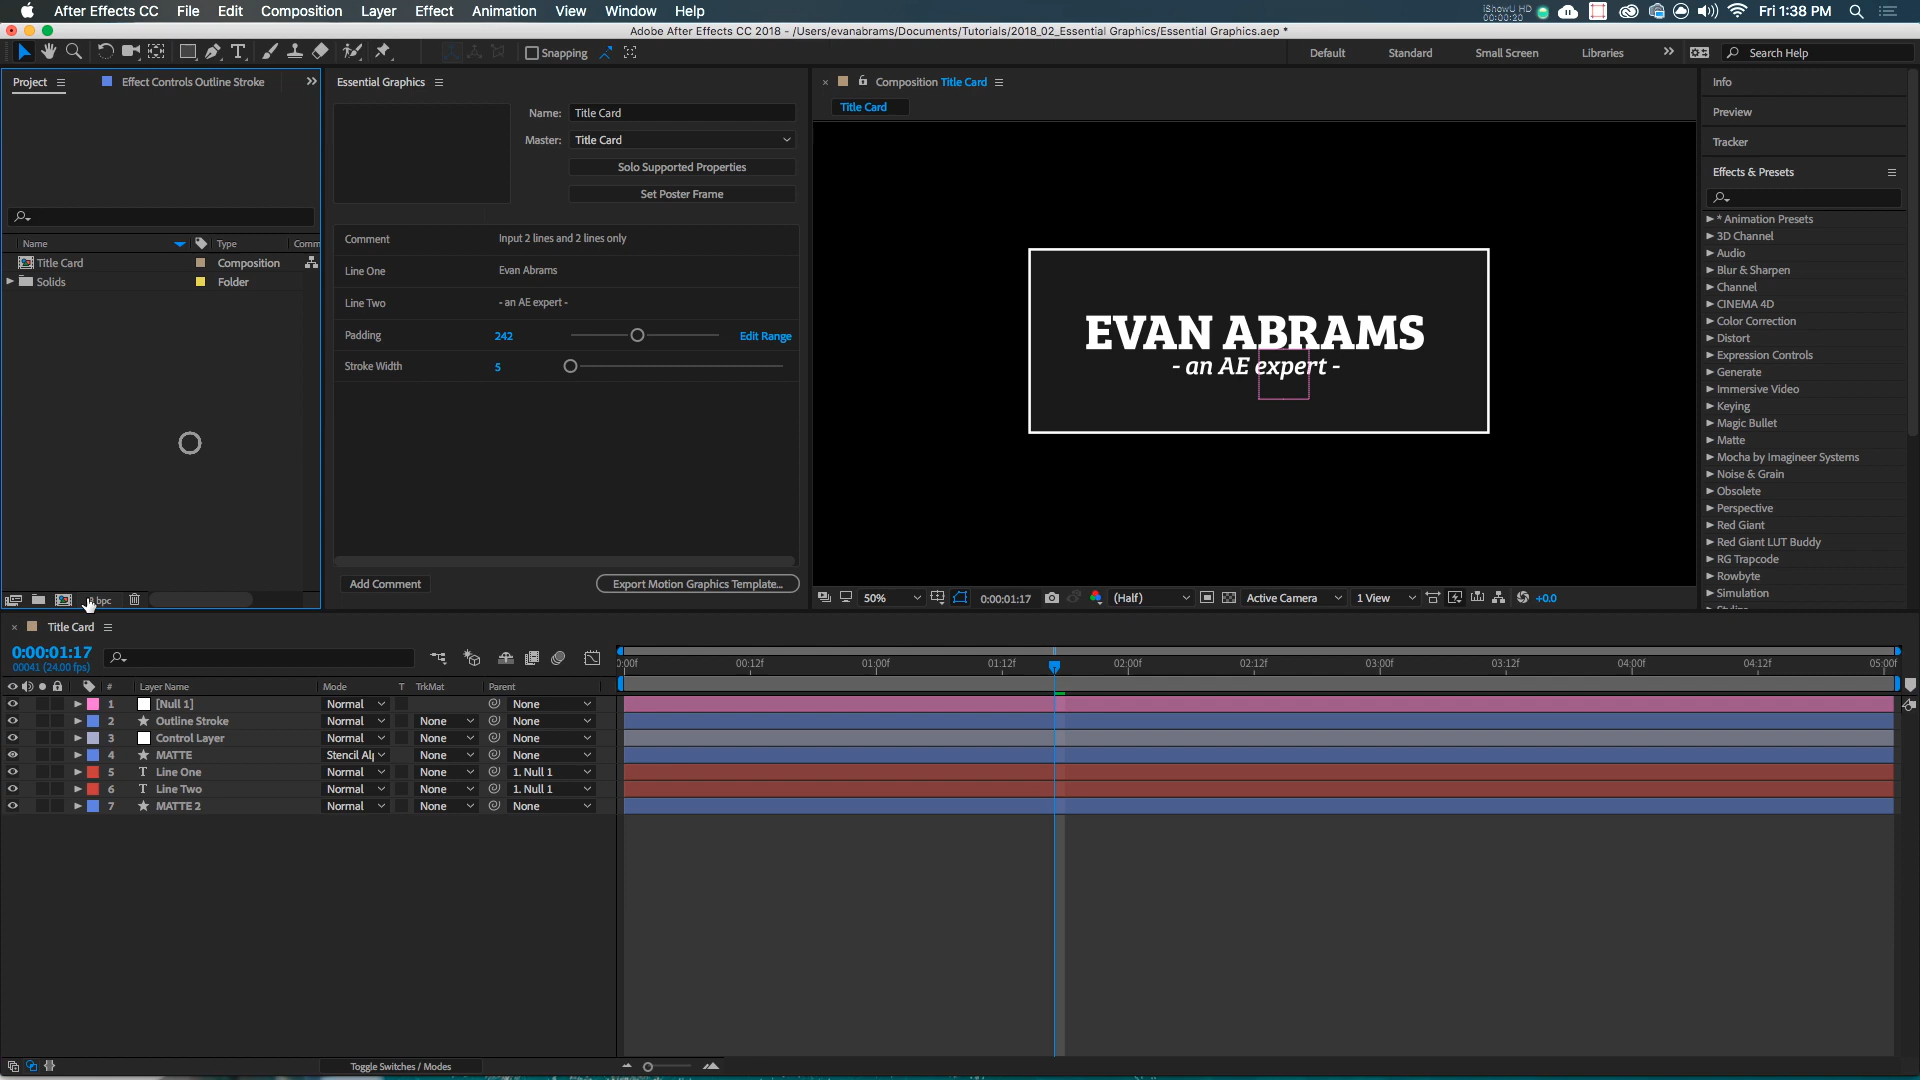 After Effects CC File Edit Composition Layer Effect Animation View Window Help
iShowU HD
00:00:20
Fri 1:38 PM
Adobe After Effects CC 2018 - /Users/evanabrams/Documents/Tutorials/2018_02_Essential Graphics/Essential Graphics.aep *
Snapping
Default Standard Small Screen Libraries Search Help
Project
Effect Controls Outline Stroke
Name Type Comm
Title Card Composition
Solids Folder
bpc
Essential Graphics
Name: Title Card
Master: Title Card
Solo Supported Properties
Set Poster Frame
Comment Input 2 lines and 2 lines only
Line One Evan Abrams
Line Two - an AE expert -
Padding 242 Edit Range
Stroke Width 5
Add Comment Export Motion Graphics Template...
Composition Title Card
Title Card
EVAN ABRAMS
- an AE expert -
50% 0:00:01:17 (Half) Active Camera 1 View +0.0
Info
Preview
Tracker
Effects & Presets
* Animation Presets
3D Channel
Audio
Blur & Sharpen
Channel
CINEMA 4D
Color Correction
Distort
Expression Controls
Generate
Immersive Video
Keying
Magic Bullet
Matte
Mocha by Imagineer Systems
Noise & Grain
Obsolete
Perspective
Red Giant
Red Giant LUT Buddy
RG Trapcode
Rowbyte
Simulation
Title Card
0:00:01:17
00041 (24.00 fps)
:00f 00:12f 01:00f 01:12f 02:00f 02:12f 03:00f 03:12f 04:00f 04:12f 05:00f
# Layer Name Mode T TrkMat Parent
1 [Null 1] Normal None
2 Outline Stroke Normal None None
3 Control Layer Normal None None
4 MATTE Stencil Alp None None
5 T Line One Normal None 1. Null 1
6 T Line Two Normal None 1. Null 1
7 MATTE 2 Normal None None
Toggle Switches / Modes